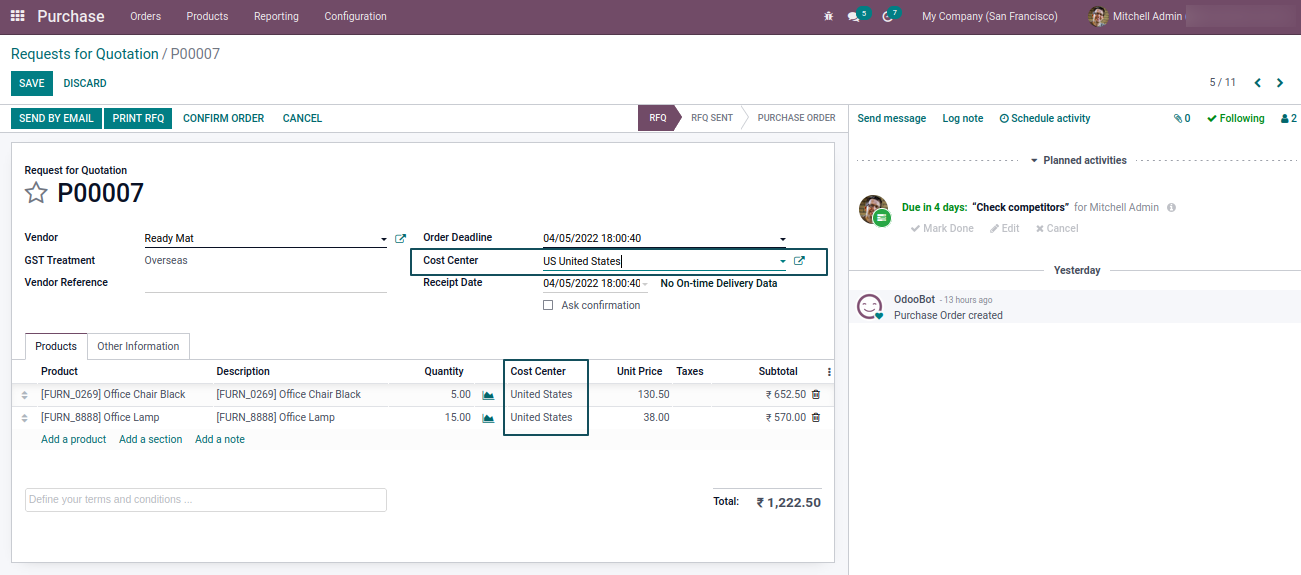 Purchase Orders Products Reporting Configuration 5 7 My Company (San Francisco) Mitchell Admin
Requests for Quotation / P00007
SAVE DISCARD 5 / 11
SEND BY EMAIL PRINT RFQ CONFIRM ORDER CANCEL RFQ RFQ SENT PURCHASE ORDER Send message Log note Schedule activity 0 Following 2
Planned activities
Request for Quotation
P00007
Due in 4 days: “Check competitors” for Mitchell Admin
Mark Done Edit Cancel
Vendor Ready Mat Order Deadline 04/05/2022 18:00:40
GST Treatment Overseas Cost Center US United States
Vendor Reference Receipt Date 04/05/2022 18:00:40 No On-time Delivery Data
Ask confirmation
Yesterday
OdooBot - 13 hours ago
Purchase Order created
Products Other Information
Product Description Quantity Cost Center Unit Price Taxes Subtotal
[FURN_0269] Office Chair Black [FURN_0269] Office Chair Black 5.00 United States 130.50 ₹ 652.50
[FURN_8888] Office Lamp [FURN_8888] Office Lamp 15.00 United States 38.00 ₹ 570.00
Add a product Add a section Add a note
Define your terms and conditions ...
Total: ₹ 1,222.50